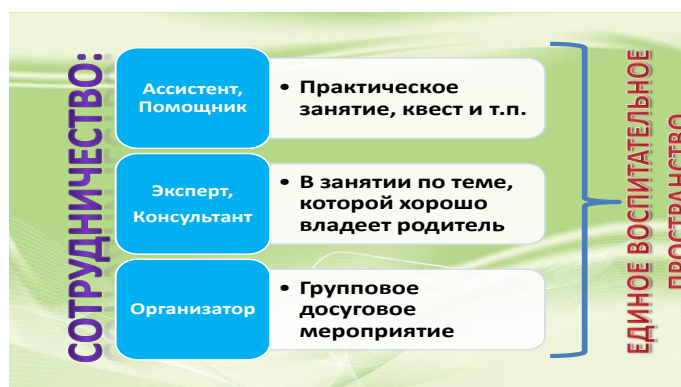 СОТРУДНИЧЕСТВО:
Ассистент,
Помощник
• Практическое
занятие, квест и т.п.
Эксперт,
Консультант
• В занятии по теме,
которой хорошо
владеет родитель
Организатор
• Групповое
досуговое
мероприятие
ЕДИНОЕ ВОСПИТАТЕЛЬНОЕ
ПРОСТРАНСТВО